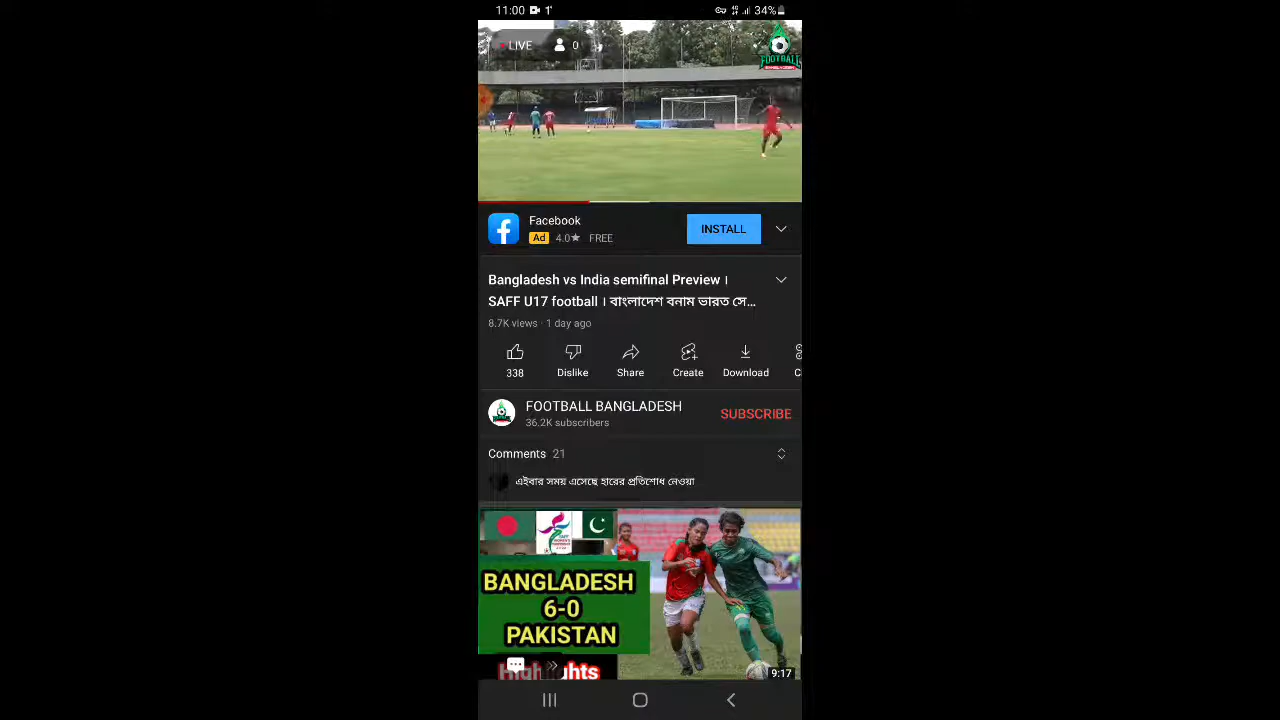 11:00
34%
LIVE
0
FOOTBALL
Facebook
Ad 4.0★ FREE
INSTALL
Bangladesh vs India semifinal Preview ।
SAFF U17 football । বাংলাদেশ বনাম ভারত সে...
8.7K views · 1 day ago
338
Dislike
Share
Create
Download
C
FOOTBALL BANGLADESH
36.2K subscribers
SUBSCRIBE
Comments 21
এইবার সময় এসেছে হারের প্রতিশোধ নেওয়া
BANGLADESH
6-0
PAKISTAN
Highlights
9:17